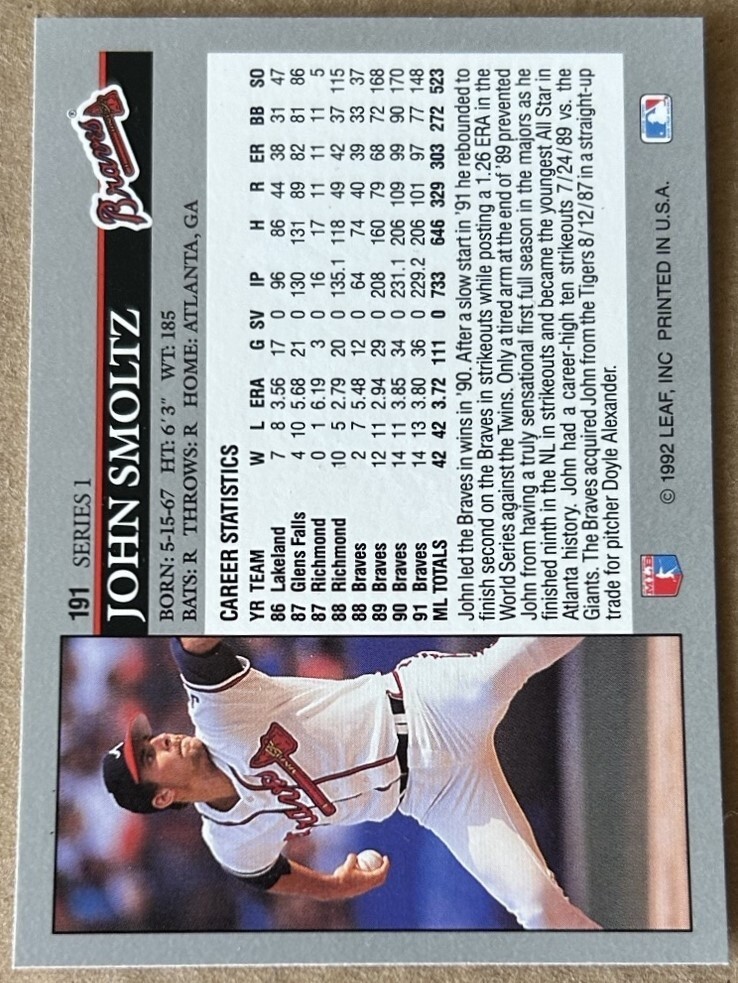 191 SERIES 1
JOHN SMOLTZ
Braves
BORN: 5-15-67 HT: 6'3" WT: 185
BATS: R THROWS: R HOME: ATLANTA, GA
CAREER STATISTICS
YR TEAM W L ERA G SV IP H R ER BB SO
86 Lakeland 7 8 3.56 17 0 96 86 44 38 31 47
87 Glens Falls 4 10 5.68 21 0 130 131 89 82 81 86
87 Richmond 0 1 6.19 3 0 16 17 11 11 11 5
88 Richmond 10 5 2.79 20 0 135.1 118 49 42 37 115
88 Braves 2 7 5.48 12 0 64 74 40 39 33 37
89 Braves 12 11 2.94 29 0 208 160 79 68 72 168
90 Braves 14 11 3.85 34 0 231.1 206 109 99 90 170
91 Braves 14 13 3.80 36 0 229.2 206 101 97 77 148
ML TOTALS 42 42 3.72 111 0 733 646 329 303 272 523
John led the Braves in wins in '90. After a slow start in '91 he rebounded to
finish second on the Braves in strikeouts while posting a 1.26 ERA in the
World Series against the Twins. Only a tired arm at the end of '89 prevented
John from having a truly sensational first full season in the majors as he
finished ninth in the NL in strikeouts and became the youngest All Star in
Atlanta history. John had a career-high ten strikeouts 7/24/89 vs. the
Giants. The Braves acquired John from the Tigers 8/12/87 in a straight-up
trade for pitcher Doyle Alexander.
© 1992 LEAF, INC PRINTED IN U.S.A.